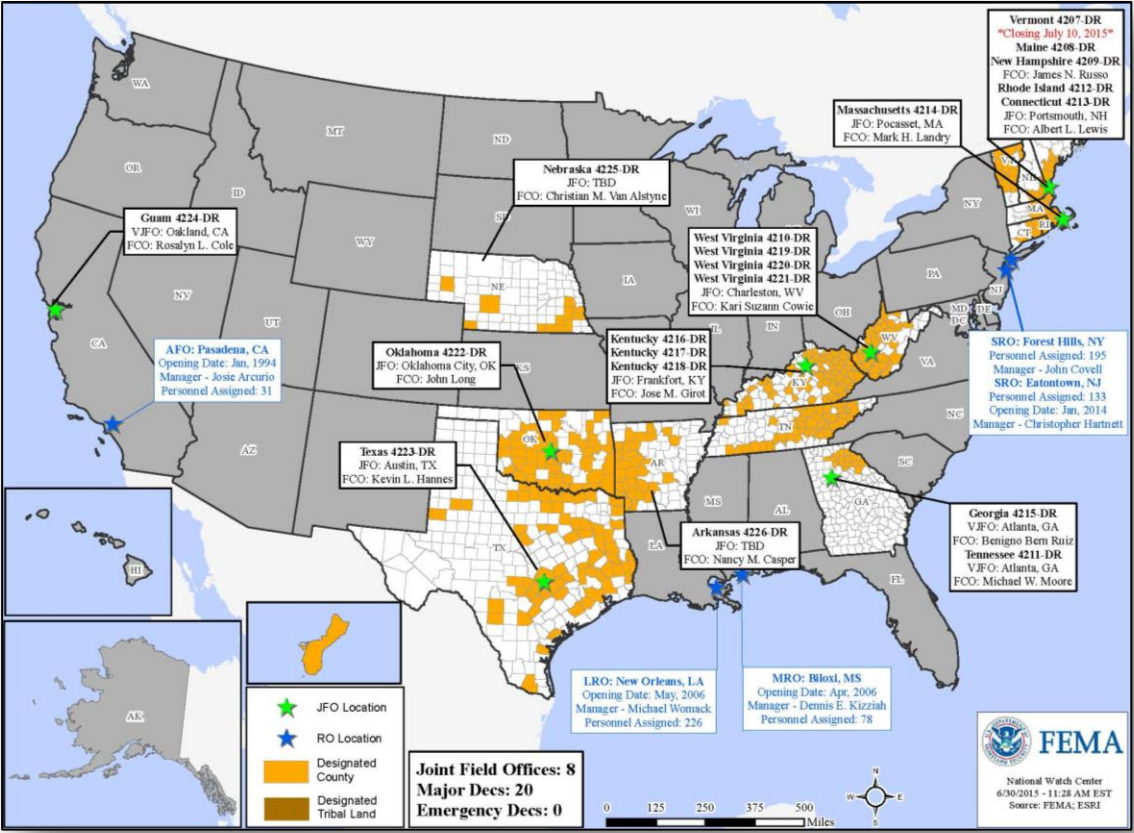 Vermont 4207-DR
*Closing July 10, 2015*
Maine 4208-DR
New Hampshire 4209-DR
FCO: James N. Russo
Rhode Island 4212-DR
Connecticut 4213-DR
JFO: Portsmouth, NH
FCO: Albert L. Lewis
Massachusetts 4214-DR
JFO: Pocasset, MA
FCO: Mark H. Landry
Nebraska 4225-DR
JFO: TBD
FCO: Christian M. Van Alstyne
Guam 4224-DR
VJFO: Oakland, CA
FCO: Rosalyn L. Cole
West Virginia 4210-DR
West Virginia 4219-DR
West Virginia 4220-DR
West Virginia 4221-DR
JFO: Charleston, WV
FCO: Kari Suzann Cowie
Kentucky 4216-DR
Kentucky 4217-DR
Kentucky 4218-DR
JFO: Frankfort, KY
FCO: Jose M. Girot
AFO: Pasadena, CA
Opening Date: Jan, 1994
Manager - Josie Arcurio
Personnel Assigned: 31
Oklahoma 4222-DR
JFO: Oklahoma City, OK
FCO: John Long
SRO: Forest Hills, NY
Personnel Assigned: 195
Manager - John Covell
SRO: Eatontown, NJ
Personnel Assigned: 133
Opening Date: Jan, 2014
Manager - Christopher Hartnett
Texas 4223-DR
JFO: Austin, TX
FCO: Kevin L. Hannes
Arkansas 4226-DR
JFO: TBD
FCO: Nancy M. Casper
Georgia 4215-DR
VJFO: Atlanta, GA
FCO: Benigno Bern Ruiz
Tennessee 4211-DR
VJFO: Atlanta, GA
FCO: Michael W. Moore
LRO: New Orleans, LA
Opening Date: May, 2006
Manager - Michael Womack
Personnel Assigned: 226
MRO: Biloxi, MS
Opening Date: Apr, 2006
Manager - Dennis E. Kizziah
Personnel Assigned: 78
WA
MT
ND
OR
ID
SD
WY
WI
NY
VT
NH
MA
CT
RI
NE
IA
PA
NJ
NV
UT
CA
IL
IN
OH
MD
DC
DE
WV
VA
KS
KY
NC
TN
AZ
OK
AR
SC
MS
AL
GA
TX
LA
FL
HI
AK
JFO Location
RO Location
Designated
County
Designated
Tribal Land
Joint Field Offices: 8
Major Decs: 20
Emergency Decs: 0
N
W
E
S
0 125 250 375 500
Miles
U.S. DEPARTMENT OF HOMELAND SECURITY
FEMA
National Watch Center
6/30/2015 - 11:28 AM EST
Source: FEMA; ESRI